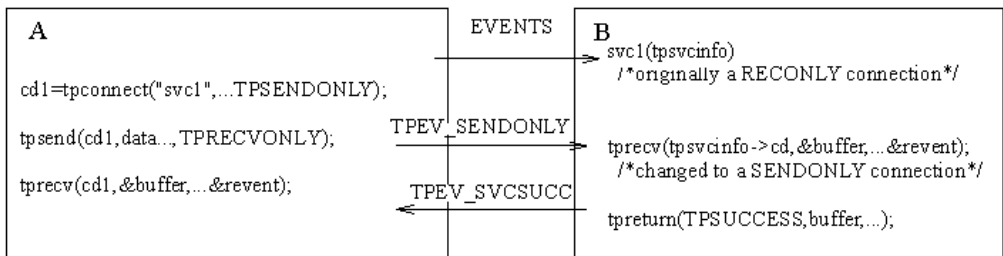 A
cd1=tpconnect("svc1",...TPSENDONLY);
tpsend(cd1,data...,TPRECVONLY);
tprecv(cd1,&buffer,...&revent);
EVENTS
TPEV_SENDONLY
TPEV_SVCSUCC
B
svc1(tpsvcinfo)
/*originally a RECONLY connection*/
tprecv(tpsvcinfo->cd,&buffer,...&revent);
/*changed to a SENDONLY connection*/
tpreturn(TPSUCCESS,buffer,...);